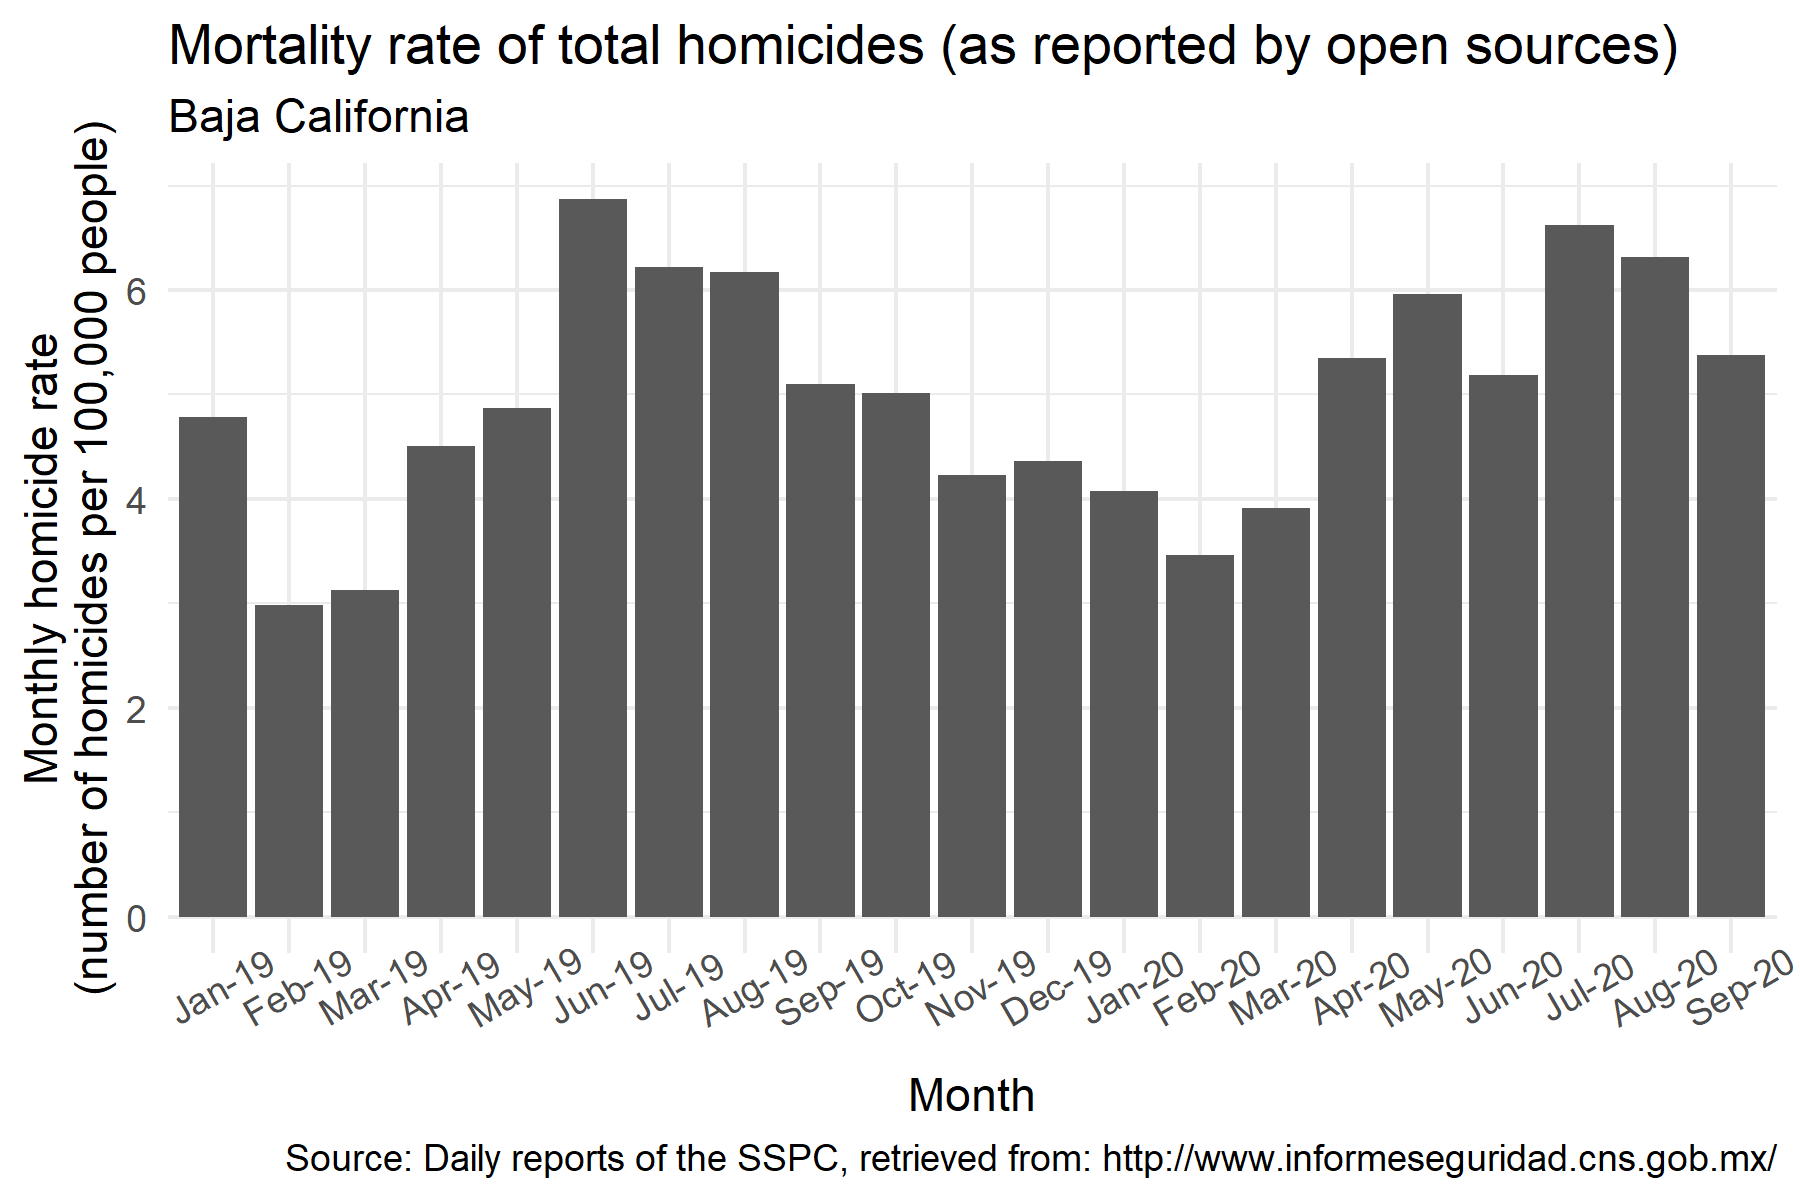 Mortality rate of total homicides (as reported by open sources)
Baja California
Monthly homicide rate
(number of homicides per 100,000 people)
6
4
2
0
Jan-19
Feb-19
Mar-19
Apr-19
May-19
Jun-19
Jul-19
Aug-19
Sep-19
Oct-19
Nov-19
Dec-19
Jan-20
Feb-20
Mar-20
Apr-20
May-20
Jun-20
Jul-20
Aug-20
Sep-20
Month
Source: Daily reports of the SSPC, retrieved from: http://www.informeseguridad.cns.gob.mx/